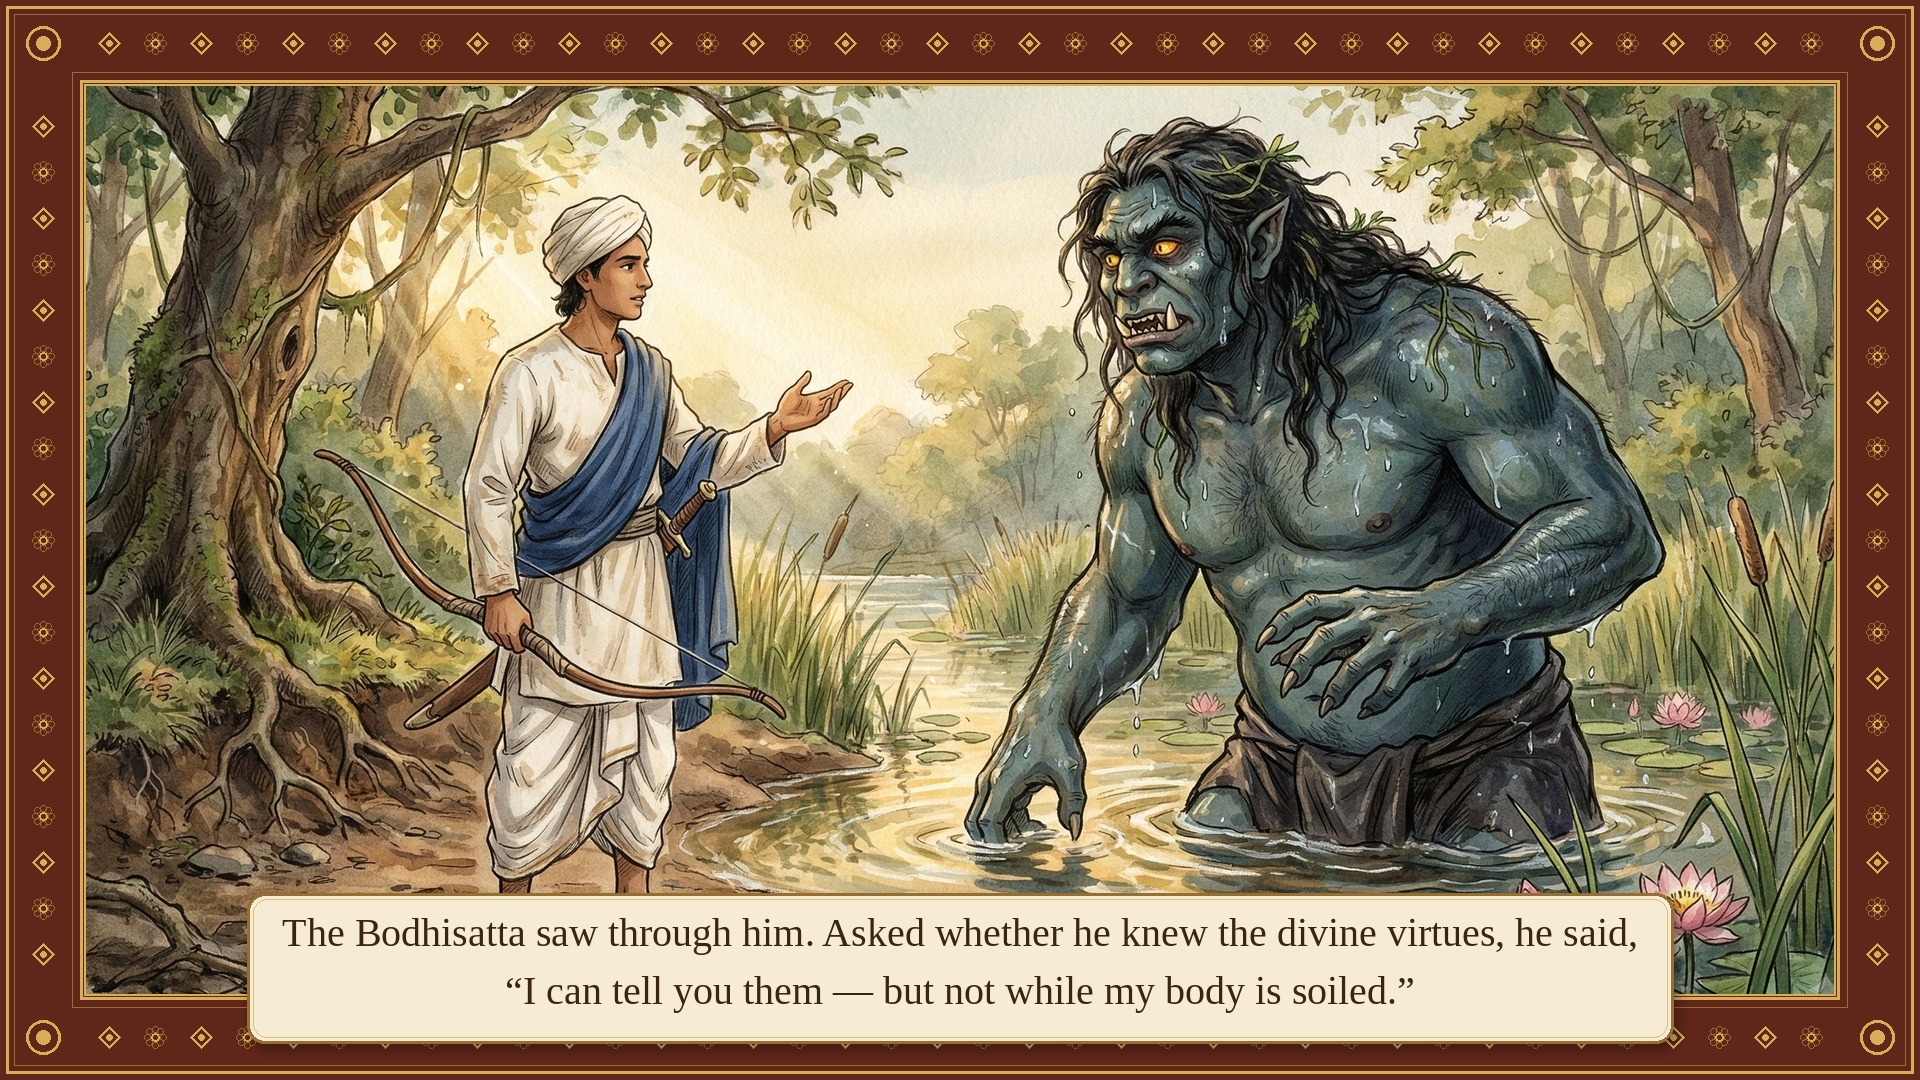 The Bodhisatta saw through him. Asked whether he knew the divine virtues, he said,
“I can tell you them — but not while my body is soiled.”